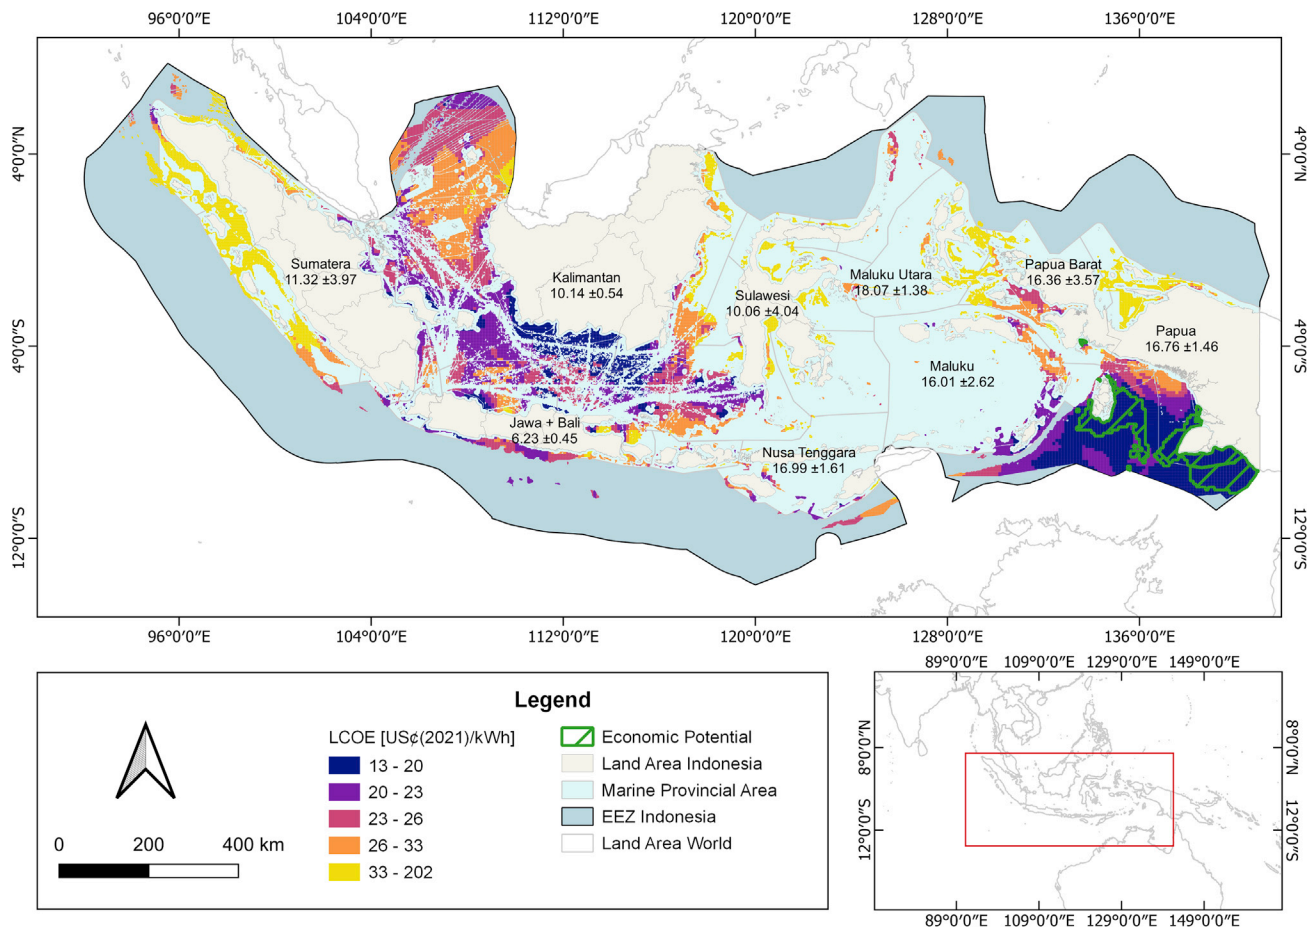 96°0′0″E 104°0′0″E 112°0′0″E 120°0′0″E 128°0′0″E 136°0′0″E
4°0′0″N 4°0′0″N
Sumatera
11.32 ±3.97
Kalimantan
10.14 ±0.54
Sulawesi
10.06 ±4.04
Maluku Utara
18.07 ±1.38
Papua Barat
16.36 ±3.57
Papua
16.76 ±1.46
4°0′0″S 4°0′0″S
Maluku
16.01 ±2.62
Jawa + Bali
6.23 ±0.45
Nusa Tenggara
16.99 ±1.61
12°0′0″S 12°0′0″S
96°0′0″E 104°0′0″E 112°0′0″E 120°0′0″E 128°0′0″E 136°0′0″E
Legend
0 200 400 km
LCOE [US¢(2021)/kWh]
13 - 20
20 - 23
23 - 26
26 - 33
33 - 202
Economic Potential
Land Area Indonesia
Marine Provincial Area
EEZ Indonesia
Land Area World
89°0′0″E 109°0′0″E 129°0′0″E 149°0′0″E
8°0′0″N 8°0′0″N
12°0′0″S 12°0′0″S
89°0′0″E 109°0′0″E 129°0′0″E 149°0′0″E